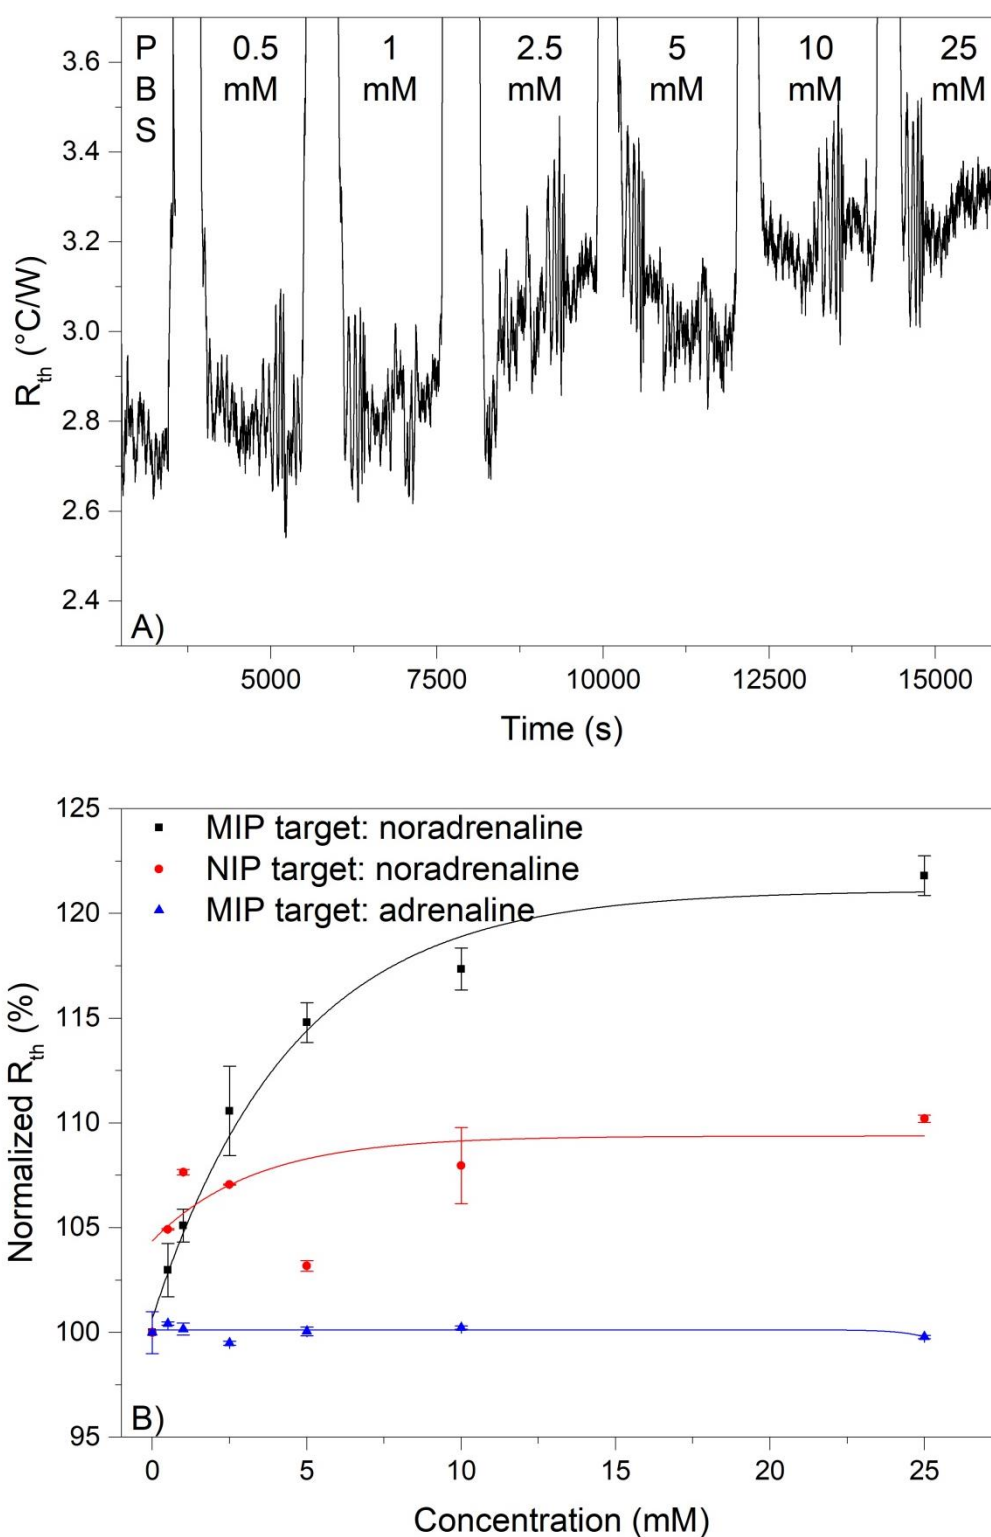 P
B
S
0.5
mM
1
mM
2.5
mM
5
mM
10
mM
25
mM
3.6
3.4
3.2
3.0
2.8
2.6
2.4
Rth (°C/W)
A)
5000
7500
10000
12500
15000
Time (s)
125
120
115
110
105
100
95
Normalized Rth (%)
MIP target: noradrenaline
NIP target: noradrenaline
MIP target: adrenaline
B)
0
5
10
15
20
25
Concentration (mM)